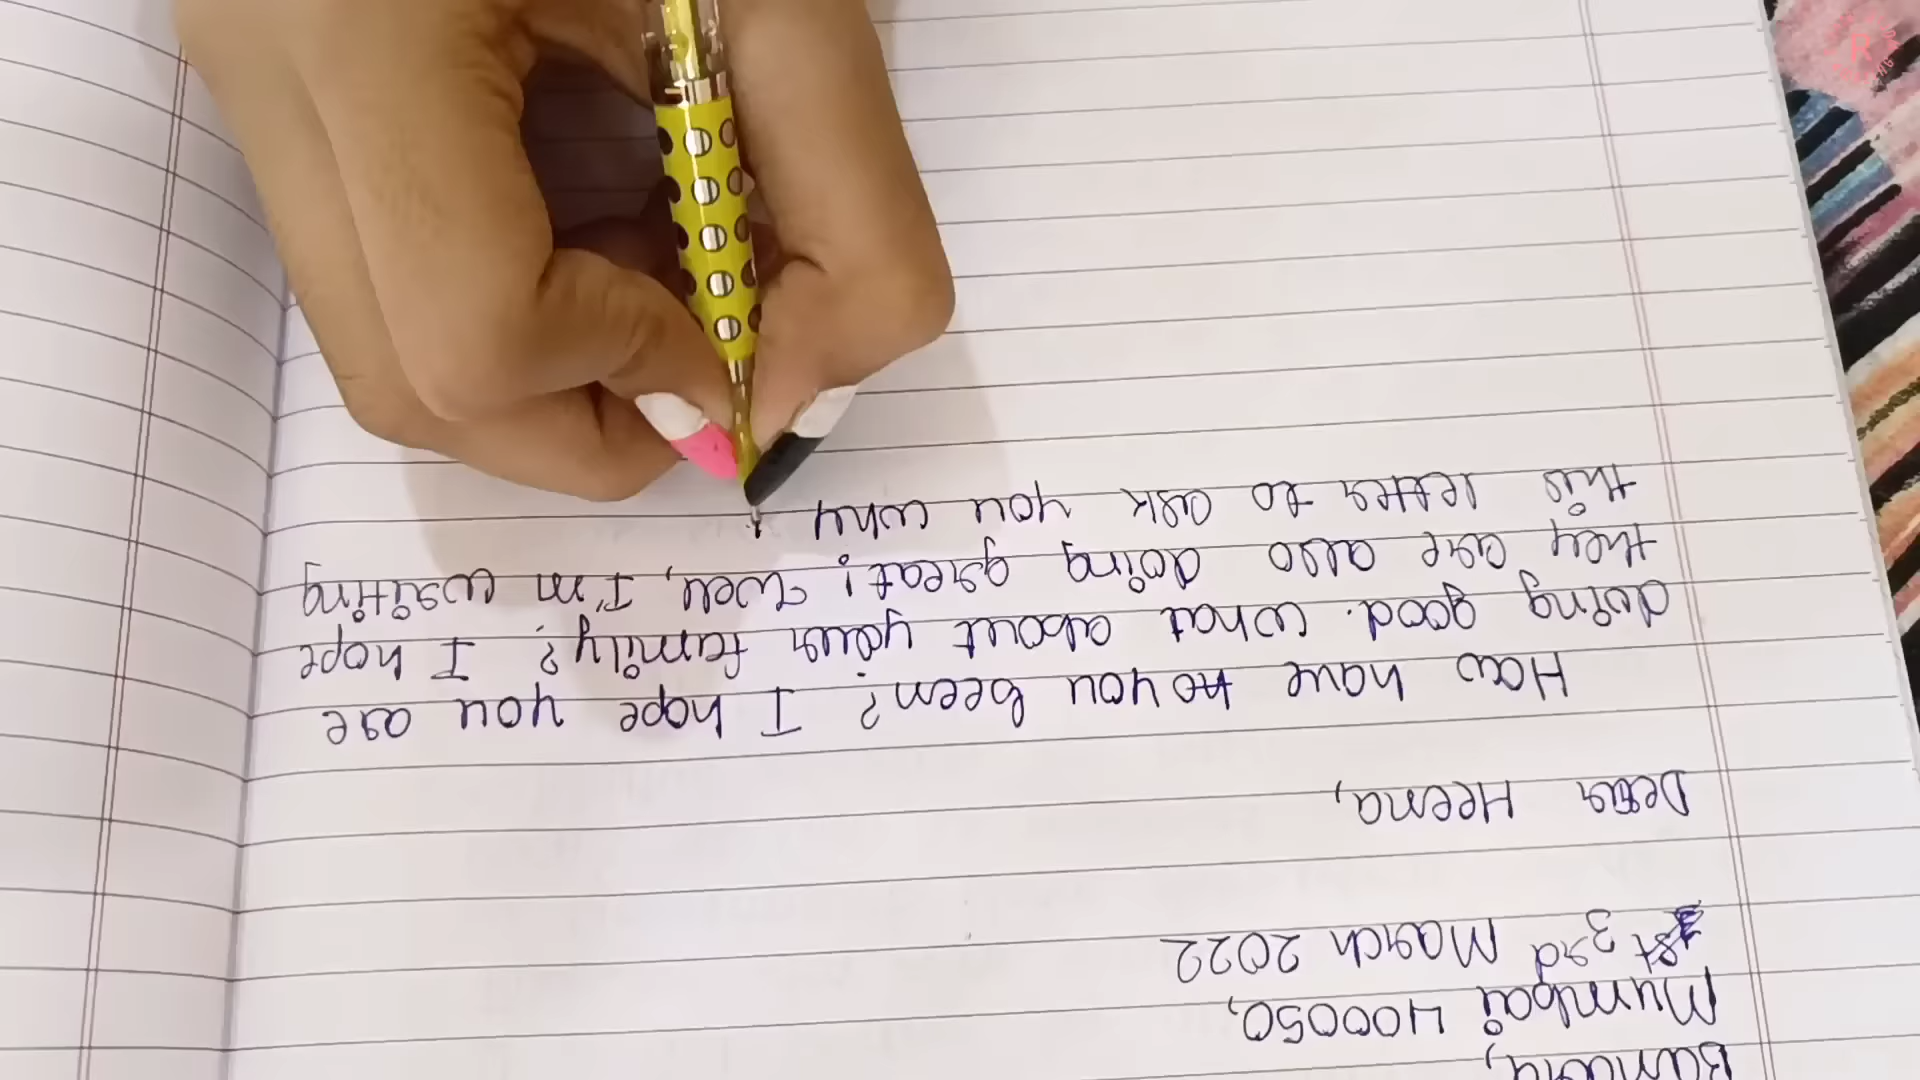 Bandra,
Mumbai 400050,
3rd March 2022
Dear Heena,
How have you been? I hope you are
doing good. What about your family? I hope
they are also doing great! Well, I'm writing
this letter to ask you why
R